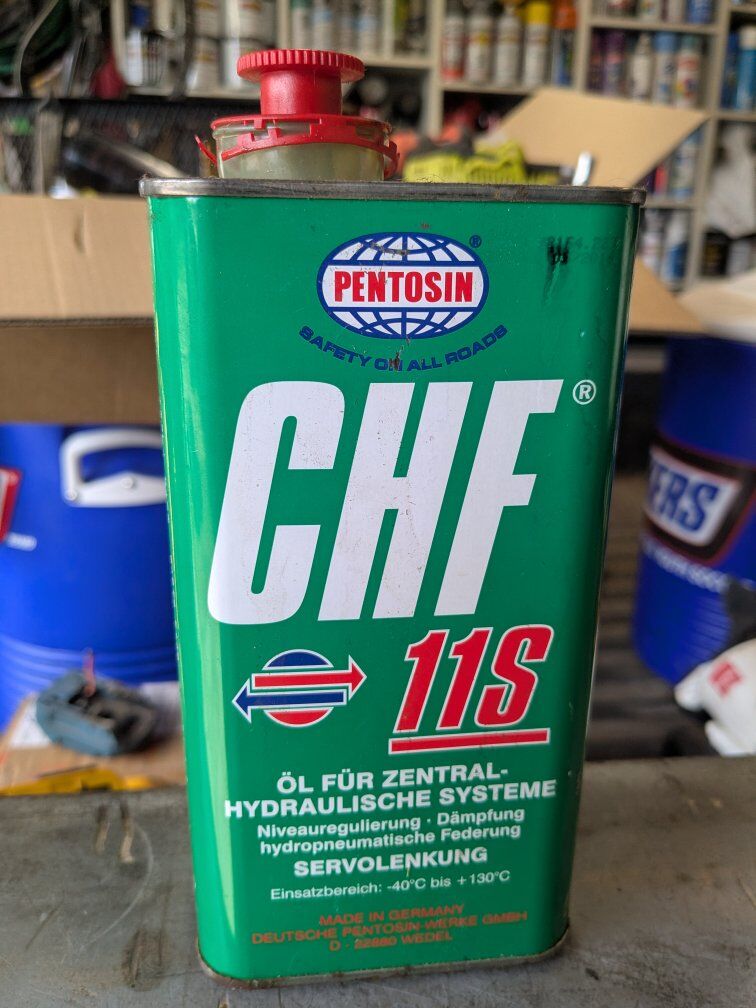 PENTOSIN
®
SAFETY ON ALL ROADS
CHF®
11S
ÖL FÜR ZENTRAL-
HYDRAULISCHE SYSTEME
Niveauregulierung · Dämpfung
hydropneumatische Federung
SERVOLENKUNG
Einsatzbereich: -40°C bis +130°C
MADE IN GERMANY
DEUTSCHE PENTOSIN-WERKE GMBH
D - 22880 WEDEL
ERS